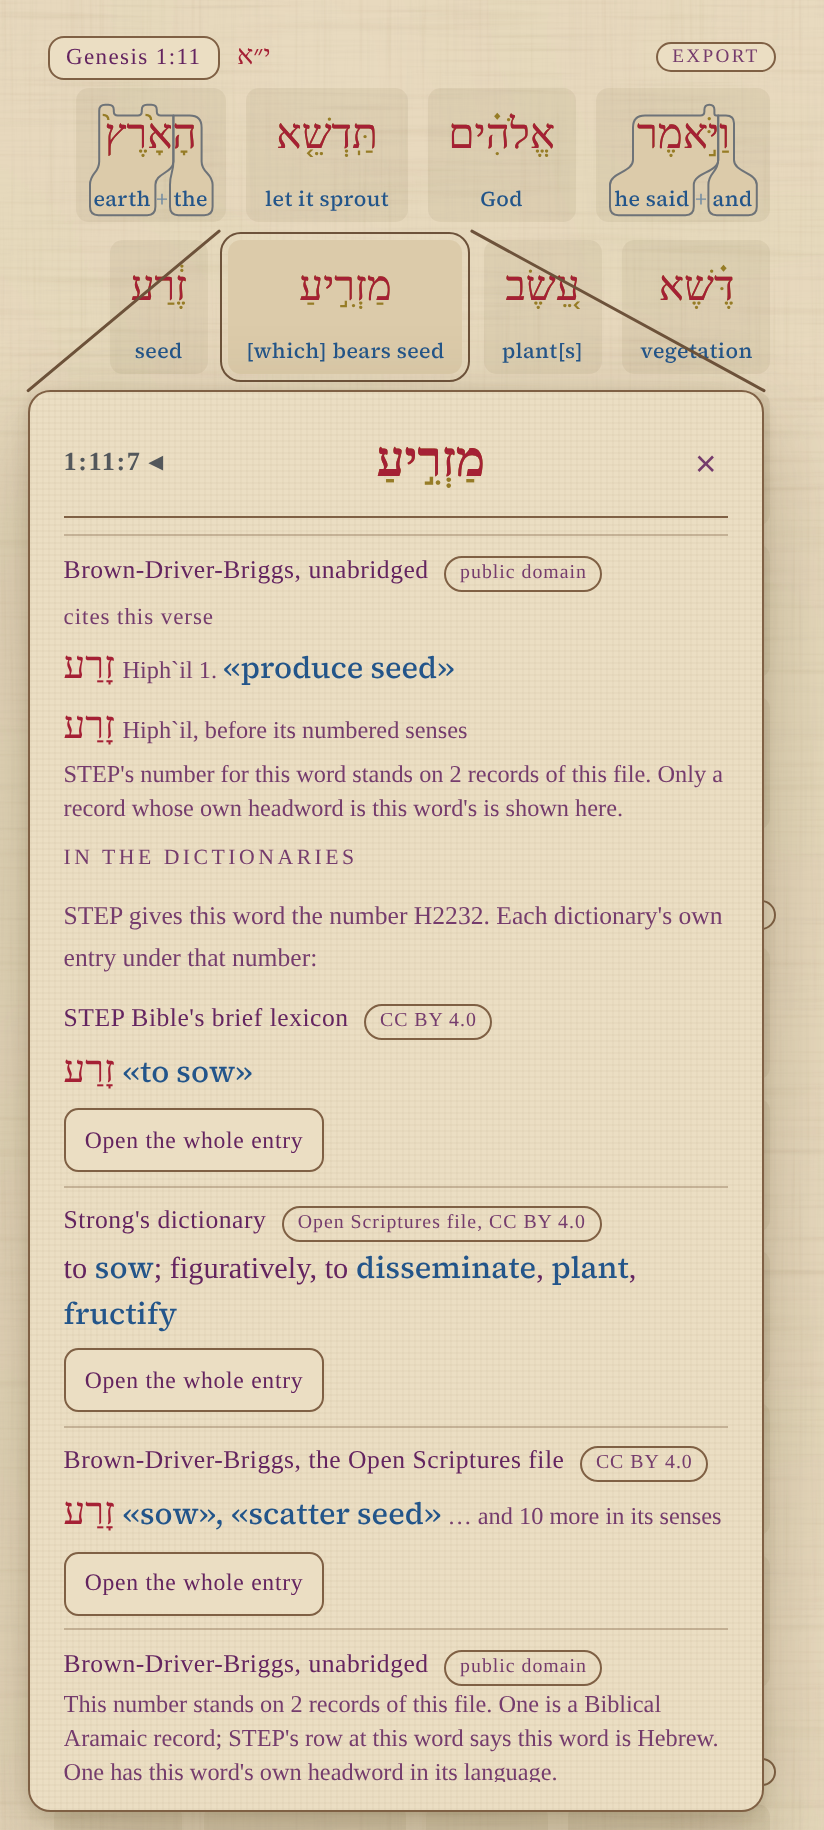 Genesis 1:11 י״א EXPORT
וַיֹּאמֶר אֱלֹהִים תַּדְשֵׁא הָאָרֶץ
he said + and God let it sprout earth + the
דֶּשֶׁא עֵשֶׂב מַזְרִיעַ זֶרַע
vegetation plant[s] [which] bears seed seed
1:11:7 ◂ מַזְרִיעַ ×
Brown-Driver-Briggs, unabridged public domain
cites this verse
זָרַע Hiph`il 1. «produce seed»
זָרַע Hiph`il, before its numbered senses
STEP's number for this word stands on 2 records of this file. Only a
record whose own headword is this word's is shown here.
IN THE DICTIONARIES
STEP gives this word the number H2232. Each dictionary's own
entry under that number:
STEP Bible's brief lexicon CC BY 4.0
זָרַע «to sow»
Open the whole entry
Strong's dictionary Open Scriptures file, CC BY 4.0
to sow; figuratively, to disseminate, plant,
fructify
Open the whole entry
Brown-Driver-Briggs, the Open Scriptures file CC BY 4.0
זָרַע «sow», «scatter seed» … and 10 more in its senses
Open the whole entry
Brown-Driver-Briggs, unabridged public domain
This number stands on 2 records of this file. One is a Biblical
Aramaic record; STEP's row at this word says this word is Hebrew.
One has this word's own headword in its language.